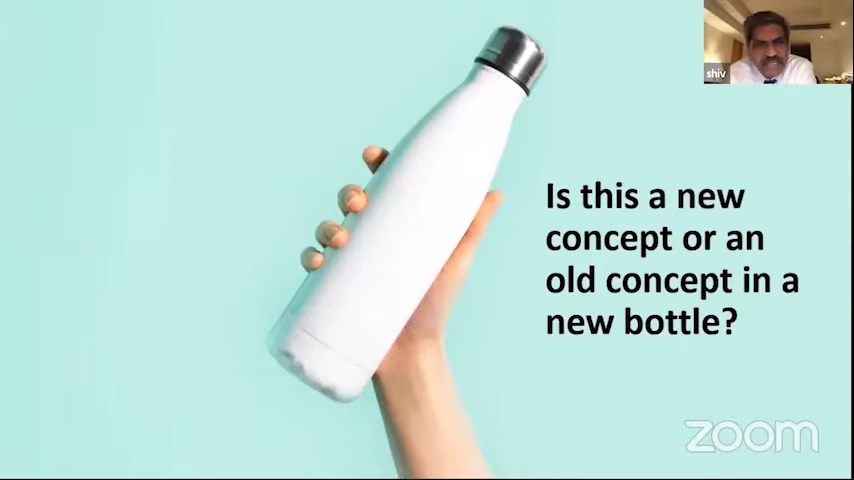 shiv
Is this a new
concept or an
old concept in a
new bottle?
zoom